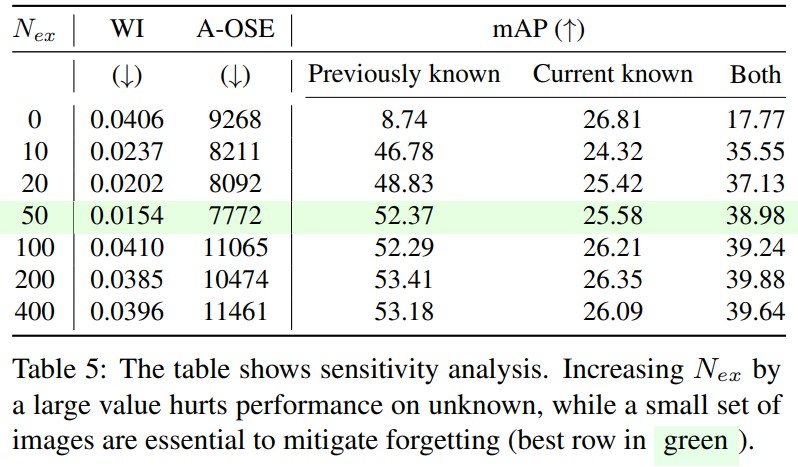 N_ex WI A-OSE mAP (↑)
(↓) (↓) Previously known Current known Both
0 0.0406 9268 8.74 26.81 17.77
10 0.0237 8211 46.78 24.32 35.55
20 0.0202 8092 48.83 25.42 37.13
50 0.0154 7772 52.37 25.58 38.98
100 0.0410 11065 52.29 26.21 39.24
200 0.0385 10474 53.41 26.35 39.88
400 0.0396 11461 53.18 26.09 39.64
Table 5: The table shows sensitivity analysis. Increasing N_ex by
a large value hurts performance on unknown, while a small set of
images are essential to mitigate forgetting (best row in green ).